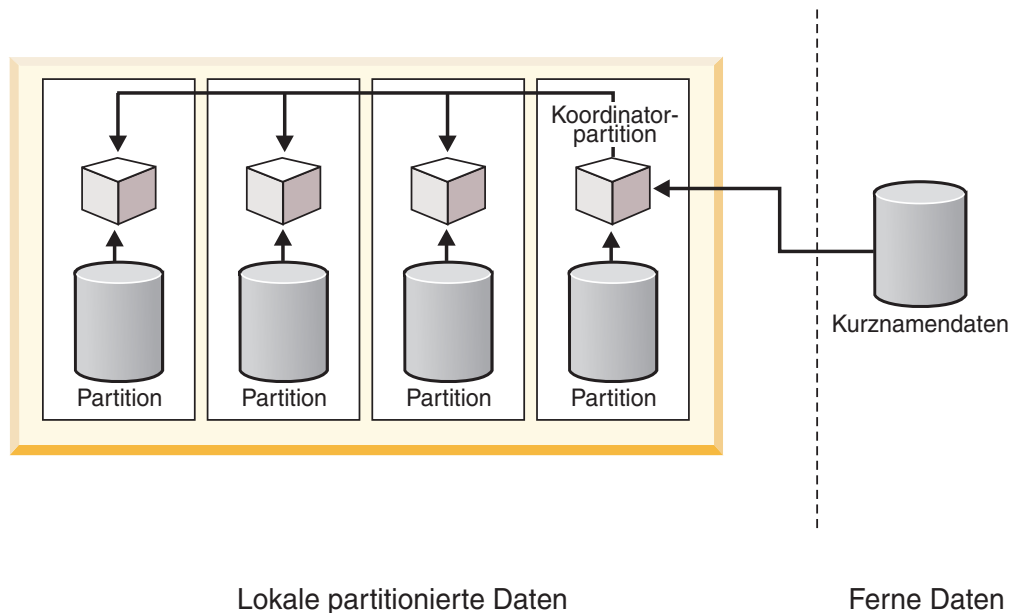 Koordinator-
partition
Kurznamendaten
Partition
Partition
Partition
Partition
Lokale partitionierte Daten
Ferne Daten